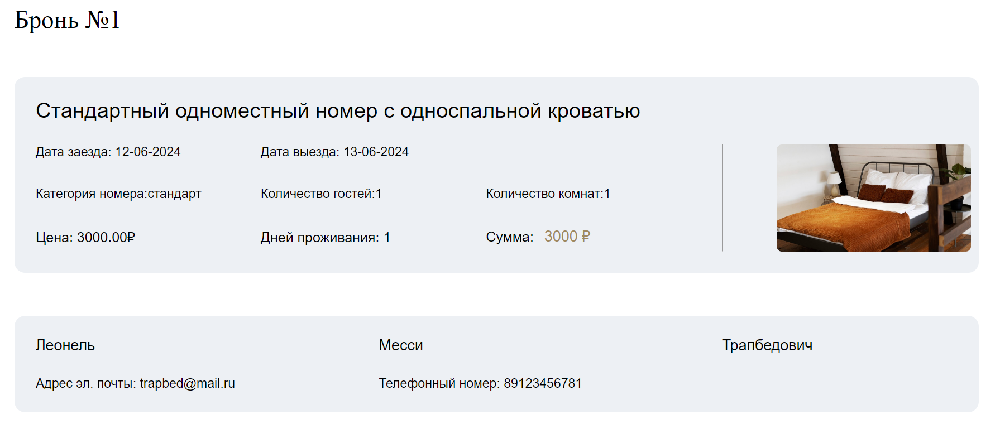 Бронь №1
Стандартный одноместный номер с односпальной кроватью
Дата заезда: 12-06-2024 Дата выезда: 13-06-2024
Категория номера:стандарт Количество гостей:1 Количество комнат:1
Цена: 3000.00₽ Дней проживания: 1 Сумма: 3000 ₽
Леонель Месси Трапбедович
Адрес эл. почты: trapbed@mail.ru Телефонный номер: 89123456781